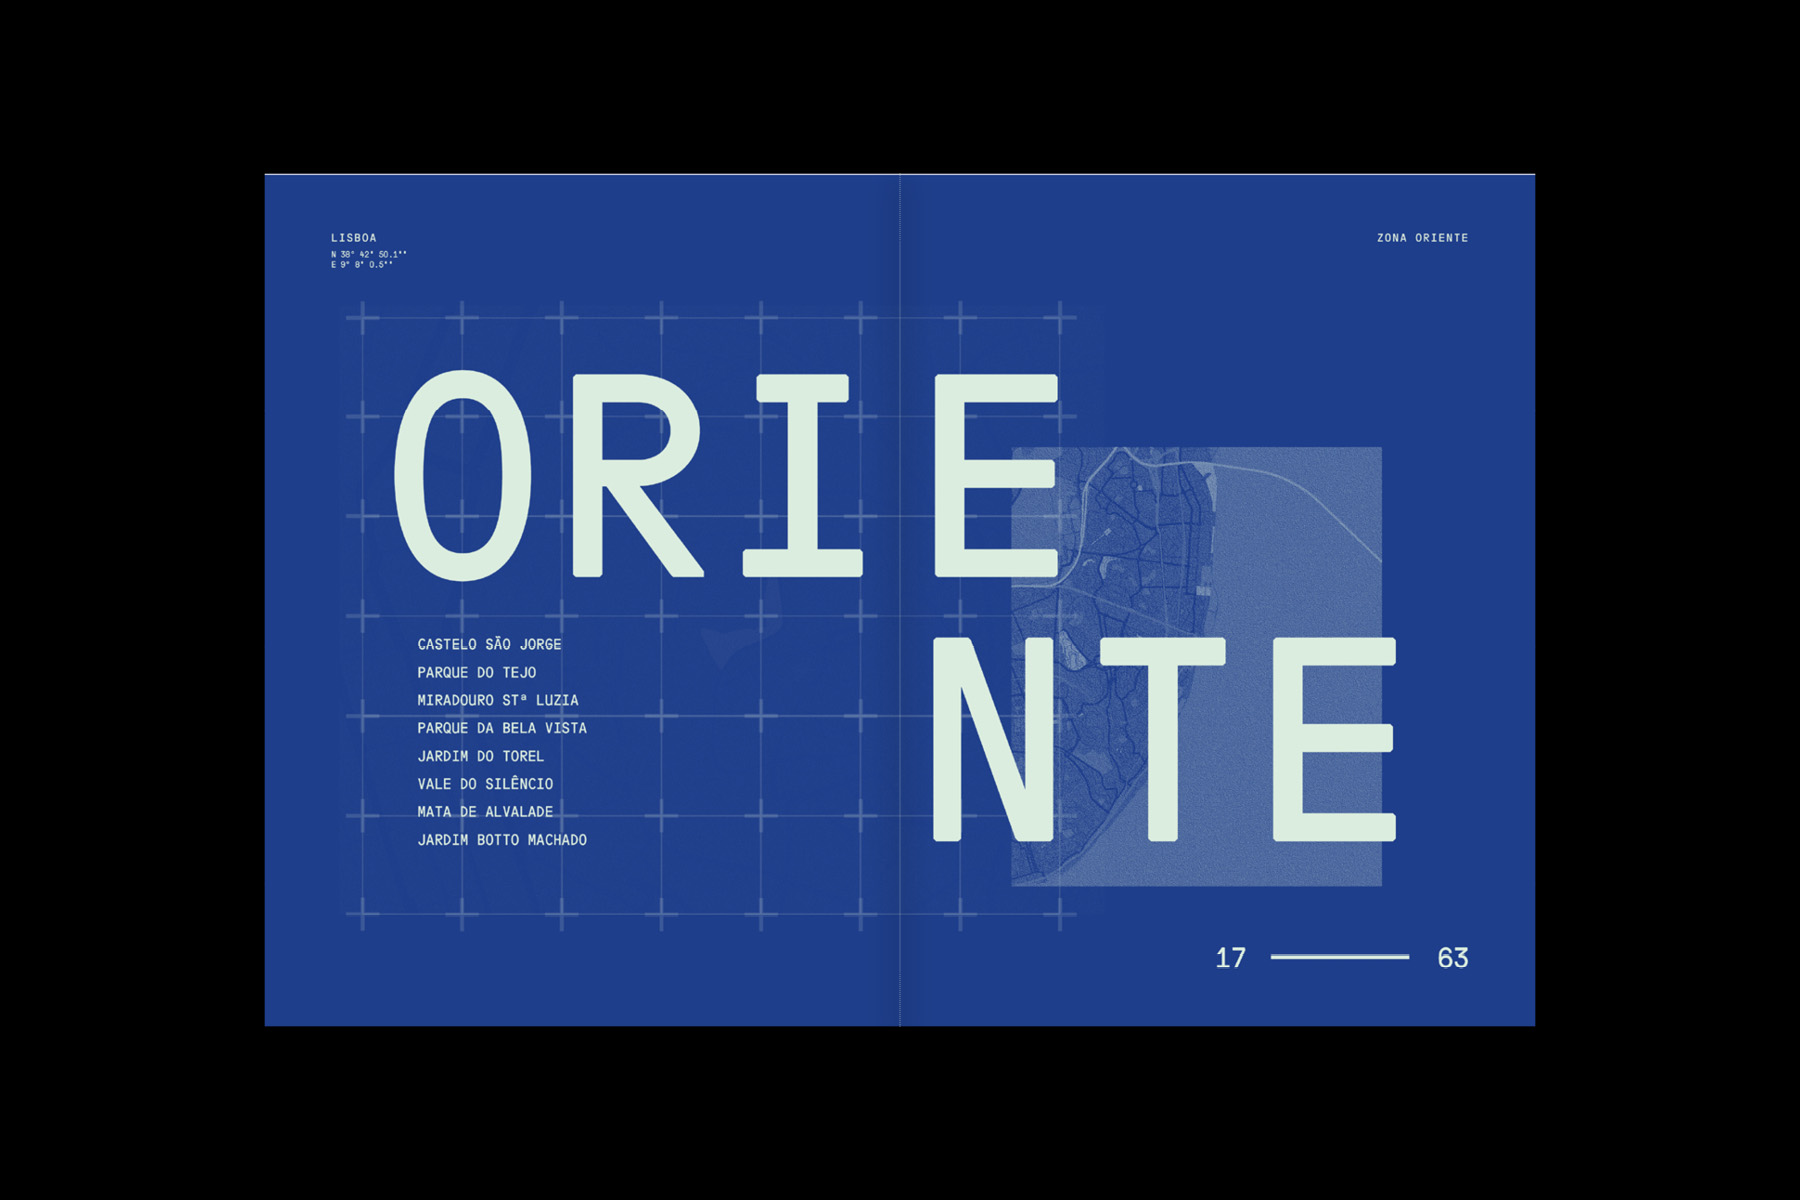 LISBOA
N 38° 42° 50.1°°
E 9° 8° 0.5°°
ZONA ORIENTE
ORIE
NTE
CASTELO SÃO JORGE
PARQUE DO TEJO
MIRADOURO STª LUZIA
PARQUE DA BELA VISTA
JARDIM DO TOREL
VALE DO SILÊNCIO
MATA DE ALVALADE
JARDIM BOTTO MACHADO
17 63